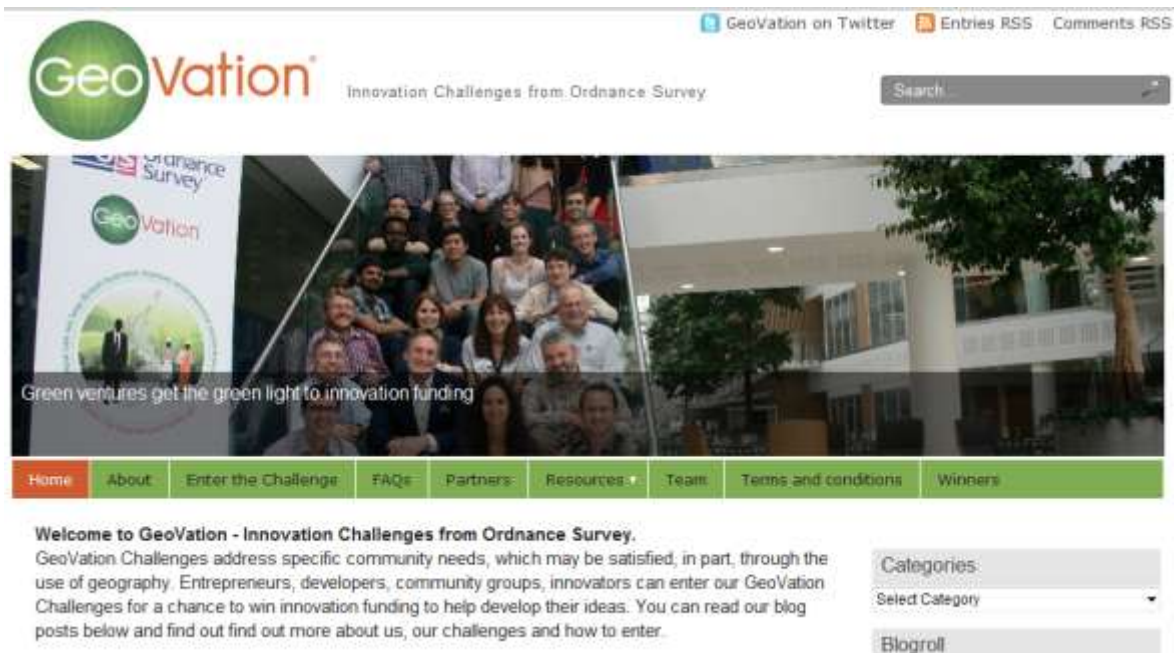 GeoVation on Twitter Entries RSS Comments RSS
GeoVation
Innovation Challenges from Ordnance Survey
Search...
Ordnance
Survey
GeoVation
Green ventures get the green light to innovation funding
Home About Enter the Challenge FAQs Partners Resources Team Terms and conditions Winners
Welcome to GeoVation - Innovation Challenges from Ordnance Survey.
GeoVation Challenges address specific community needs, which may be satisfied, in part, through the
use of geography. Entrepreneurs, developers, community groups, innovators can enter our GeoVation
Challenges for a chance to win innovation funding to help develop their ideas. You can read our blog
posts below and find out find out more about us, our challenges and how to enter.
Categories
Select Category
Blogroll